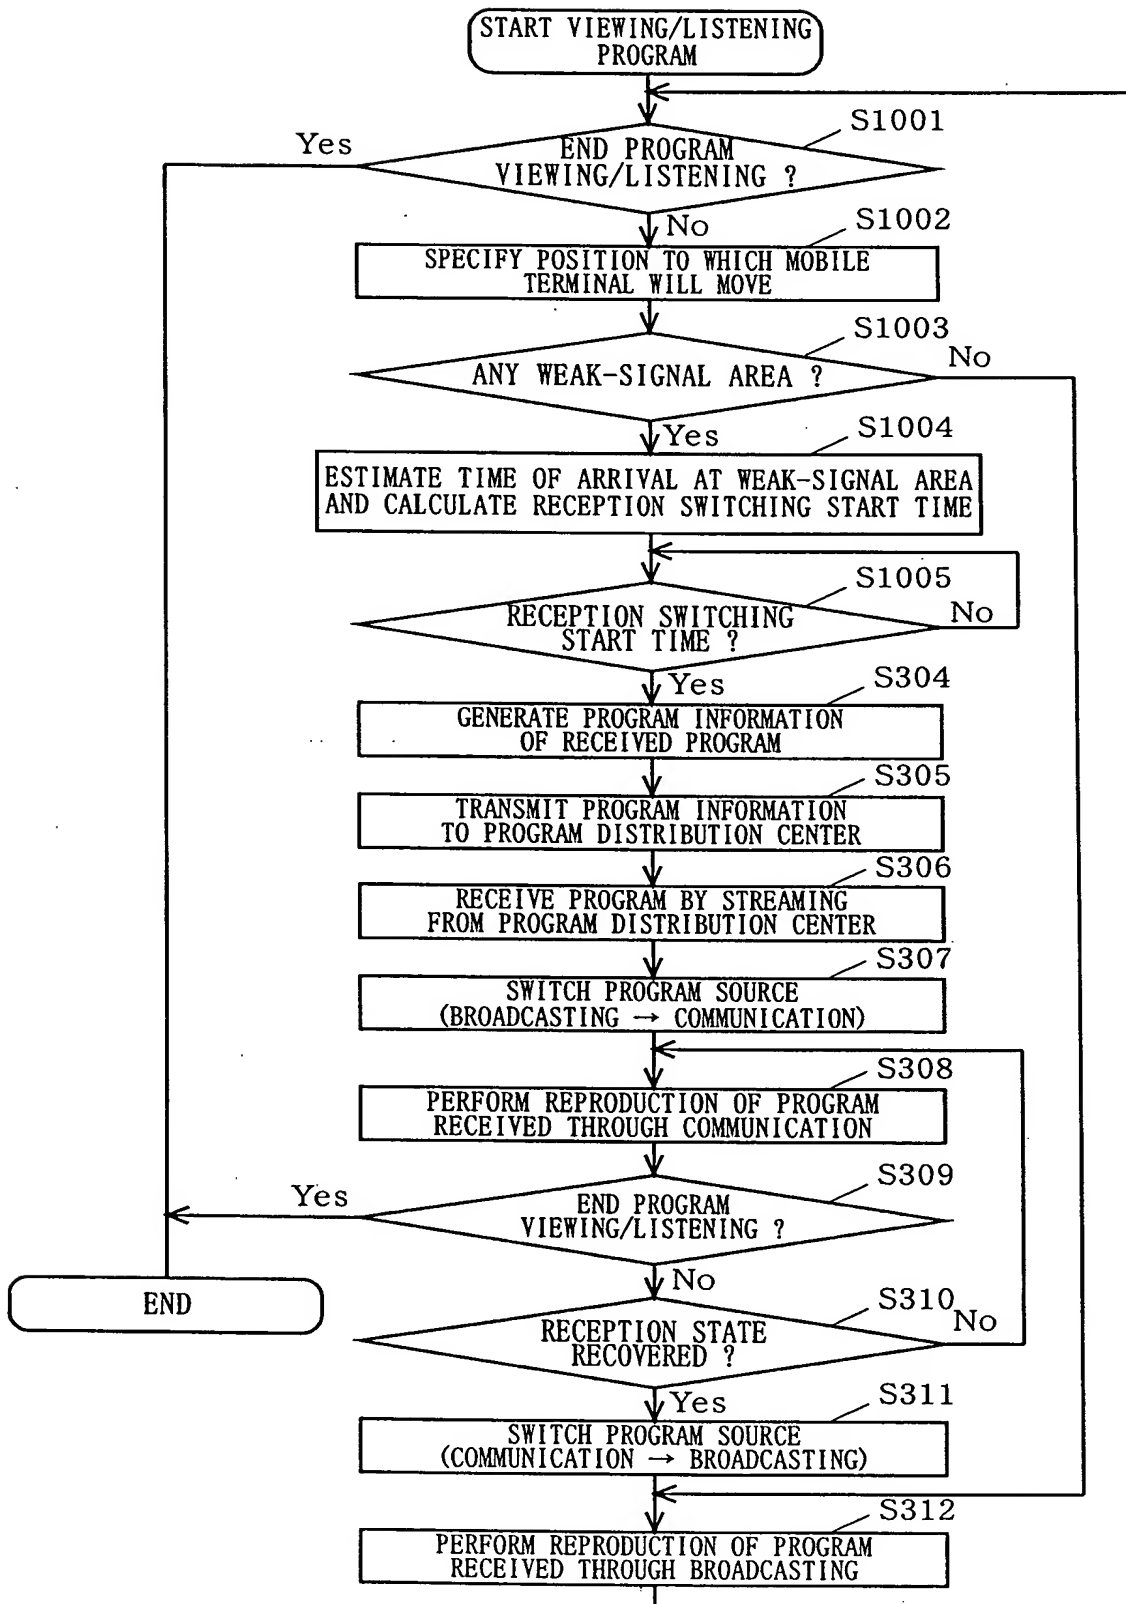 START VIEWING/LISTENING
PROGRAM
S1001
Yes
END PROGRAM
VIEWING/LISTENING ?
No
S1002
SPECIFY POSITION TO WHICH MOBILE
TERMINAL WILL MOVE
S1003
No
ANY WEAK-SIGNAL AREA ?
Yes
S1004
ESTIMATE TIME OF ARRIVAL AT WEAK-SIGNAL AREA
AND CALCULATE RECEPTION SWITCHING START TIME
S1005
RECEPTION SWITCHING
START TIME ?
No
Yes
S304
GENERATE PROGRAM INFORMATION
OF RECEIVED PROGRAM
S305
TRANSMIT PROGRAM INFORMATION
TO PROGRAM DISTRIBUTION CENTER
S306
RECEIVE PROGRAM BY STREAMING
FROM PROGRAM DISTRIBUTION CENTER
S307
SWITCH PROGRAM SOURCE
(BROADCASTING → COMMUNICATION)
S308
PERFORM REPRODUCTION OF PROGRAM
RECEIVED THROUGH COMMUNICATION
S309
Yes
END PROGRAM
VIEWING/LISTENING ?
No
END
S310
No
RECEPTION STATE
RECOVERED ?
Yes
S311
SWITCH PROGRAM SOURCE
(COMMUNICATION → BROADCASTING)
S312
PERFORM REPRODUCTION OF PROGRAM
RECEIVED THROUGH BROADCASTING